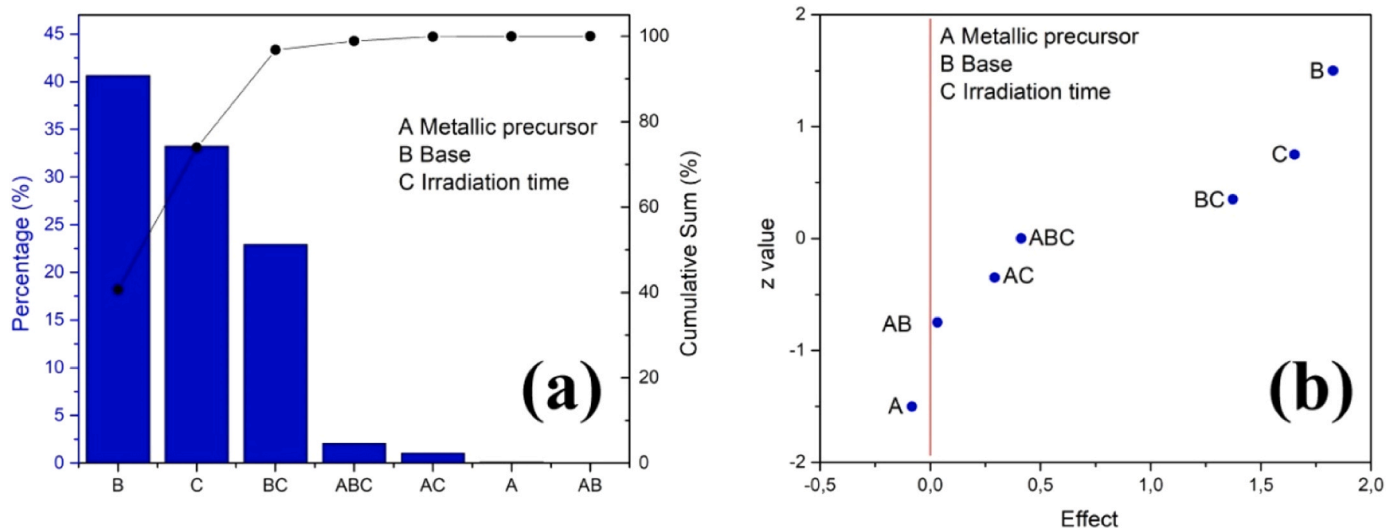 45
40
35
30
25
20
15
10
5
0
Percentage (%)
B C BC ABC AC A AB
100
80
60
40
20
0
Cumulative Sum (%)
A Metallic precursor
B Base
C Irradiation time
(a)
2
1
0
-1
-2
z value
-0,5 0,0 0,5 1,0 1,5 2,0
Effect
A Metallic precursor
B Base
C Irradiation time
B
C
BC
ABC
AC
AB
A
(b)